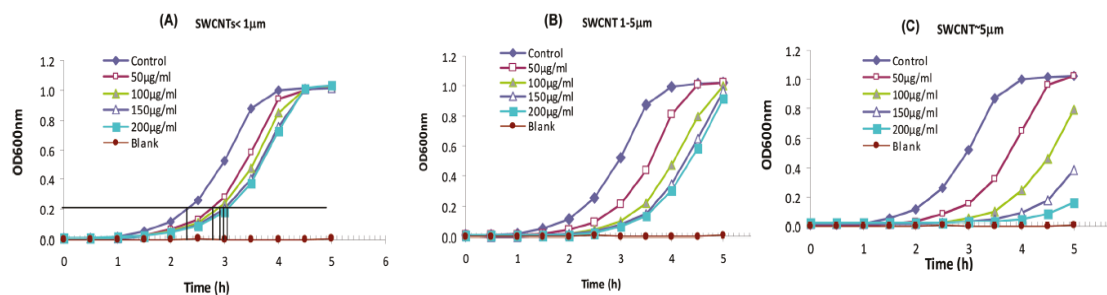 (A) SWCNTs< 1µm
OD600nm
1.2
1.0
0.8
0.6
0.4
0.2
0.0
Control
50µg/ml
100µg/ml
150µg/ml
200µg/ml
Blank
0 1 2 3 4 5 6
Time (h)
(B) SWCNT 1-5µm
OD600nm
1.2
1.0
0.8
0.6
0.4
0.2
0.0
Control
50µg/ml
100µg/ml
150µg/ml
200µg/ml
Blank
0 1 2 3 4 5
Time (h)
(C) SWCNT~5µm
OD600nm
1.2
1.0
0.8
0.6
0.4
0.2
0.0
Control
50µg/ml
100µg/ml
150µg/ml
200µg/ml
Blank
0 1 2 3 4 5
Time (h)